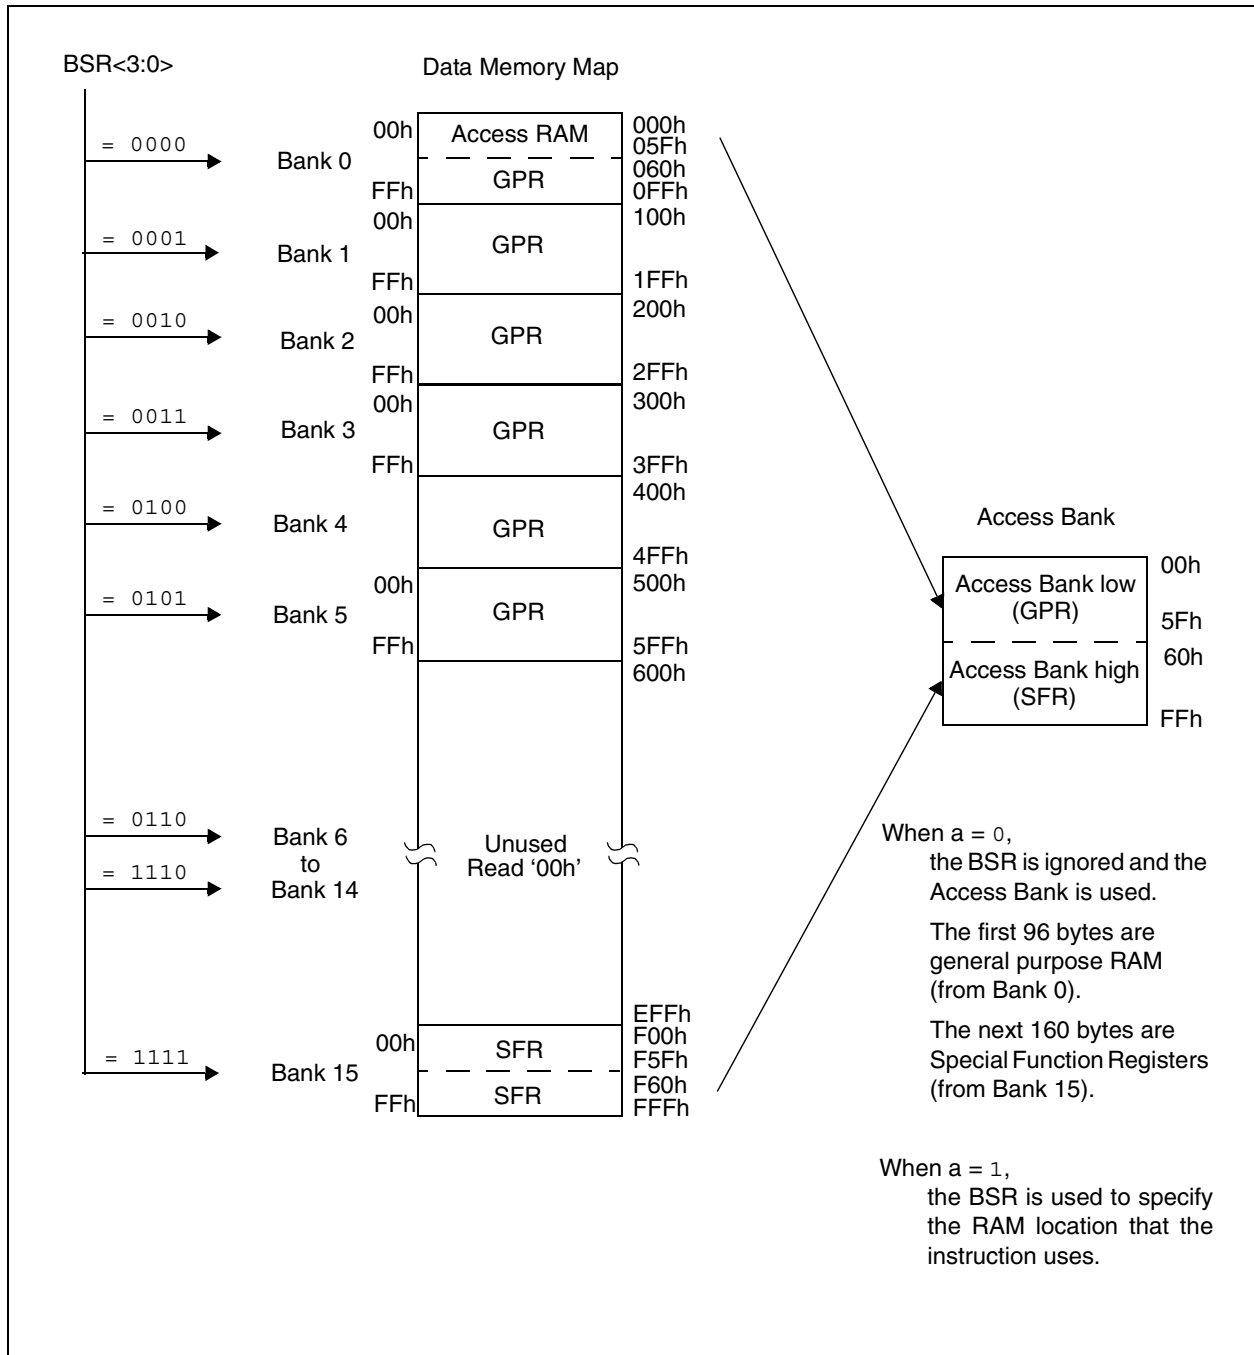 BSR<3:0>
Data Memory Map
= 0000
Bank 0
00h
Access RAM
000h
05Fh
FFh
GPR
060h
0FFh
= 0001
Bank 1
00h
GPR
100h
FFh
1FFh
= 0010
Bank 2
00h
GPR
200h
FFh
2FFh
= 0011
Bank 3
00h
GPR
300h
FFh
3FFh
= 0100
Bank 4
GPR
400h
4FFh
= 0101
Bank 5
00h
GPR
500h
FFh
5FFh
600h
= 0110
= 1110
Bank 6
to
Bank 14
Unused
Read ‘00h’
EFFh
= 1111
Bank 15
00h
SFR
F00h
F5Fh
FFh
SFR
F60h
FFFh
Access Bank
Access Bank low
(GPR)
00h
5Fh
Access Bank high
(SFR)
60h
FFh
When a = 0,
the BSR is ignored and the
Access Bank is used.
The first 96 bytes are
general purpose RAM
(from Bank 0).
The next 160 bytes are
Special Function Registers
(from Bank 15).
When a = 1,
the BSR is used to specify
the RAM location that the
instruction uses.